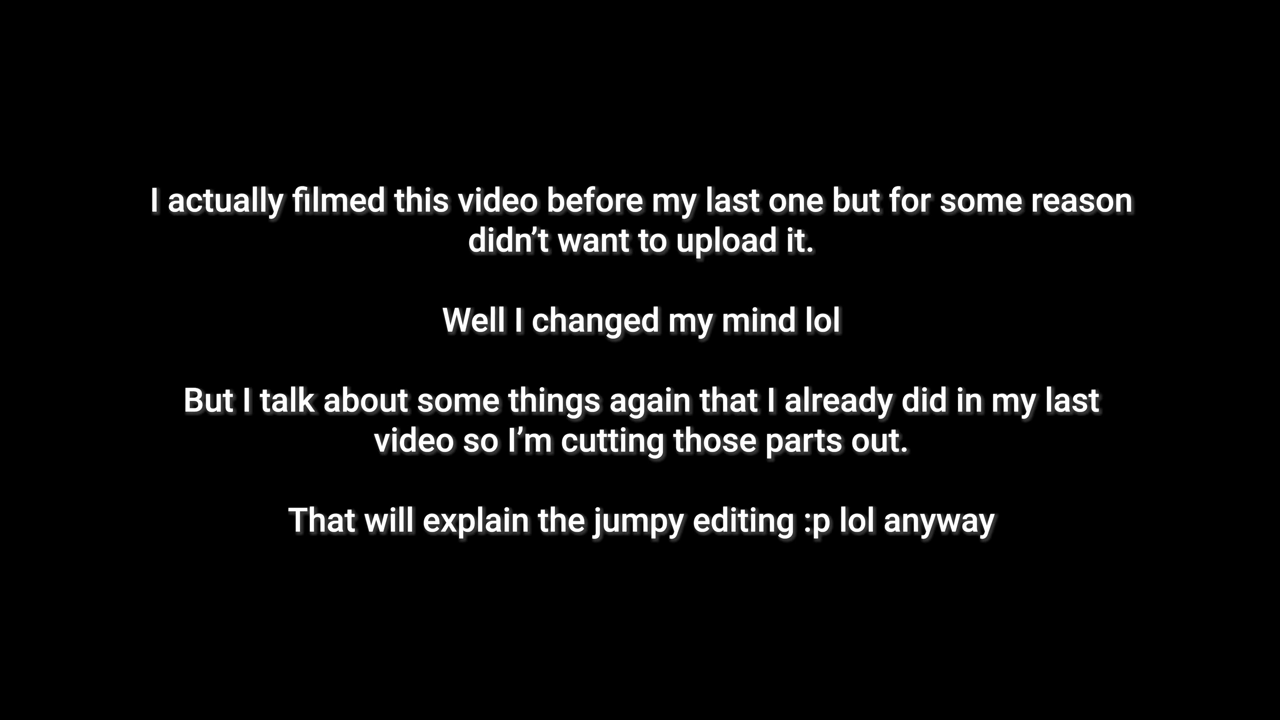 I actually filmed this video before my last one but for some reason
didn’t want to upload it.
Well I changed my mind lol
But I talk about some things again that I already did in my last
video so I’m cutting those parts out.
That will explain the jumpy editing :p lol anyway